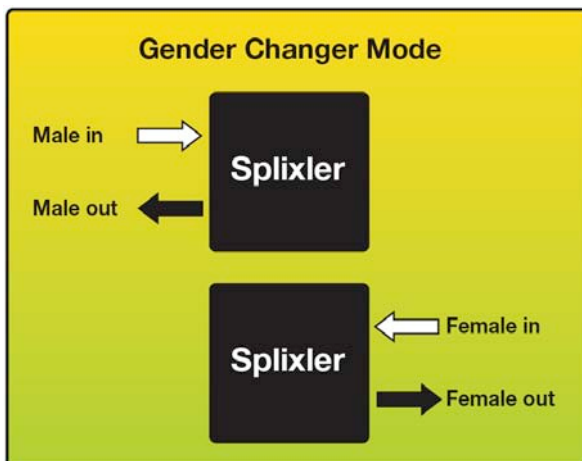 Gender Changer Mode
Male in
Splixler
Male out
Splixler
Female in
Female out